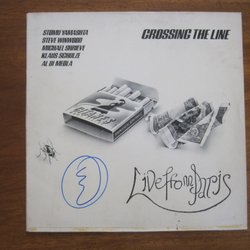 STOMU YAMASHTA
STEVE WINWOOD
MICHAEL SHRIEVE
KLAUS SCHULZE
AL DI MEOLA
CROSSING THE LINE
Live from Paris